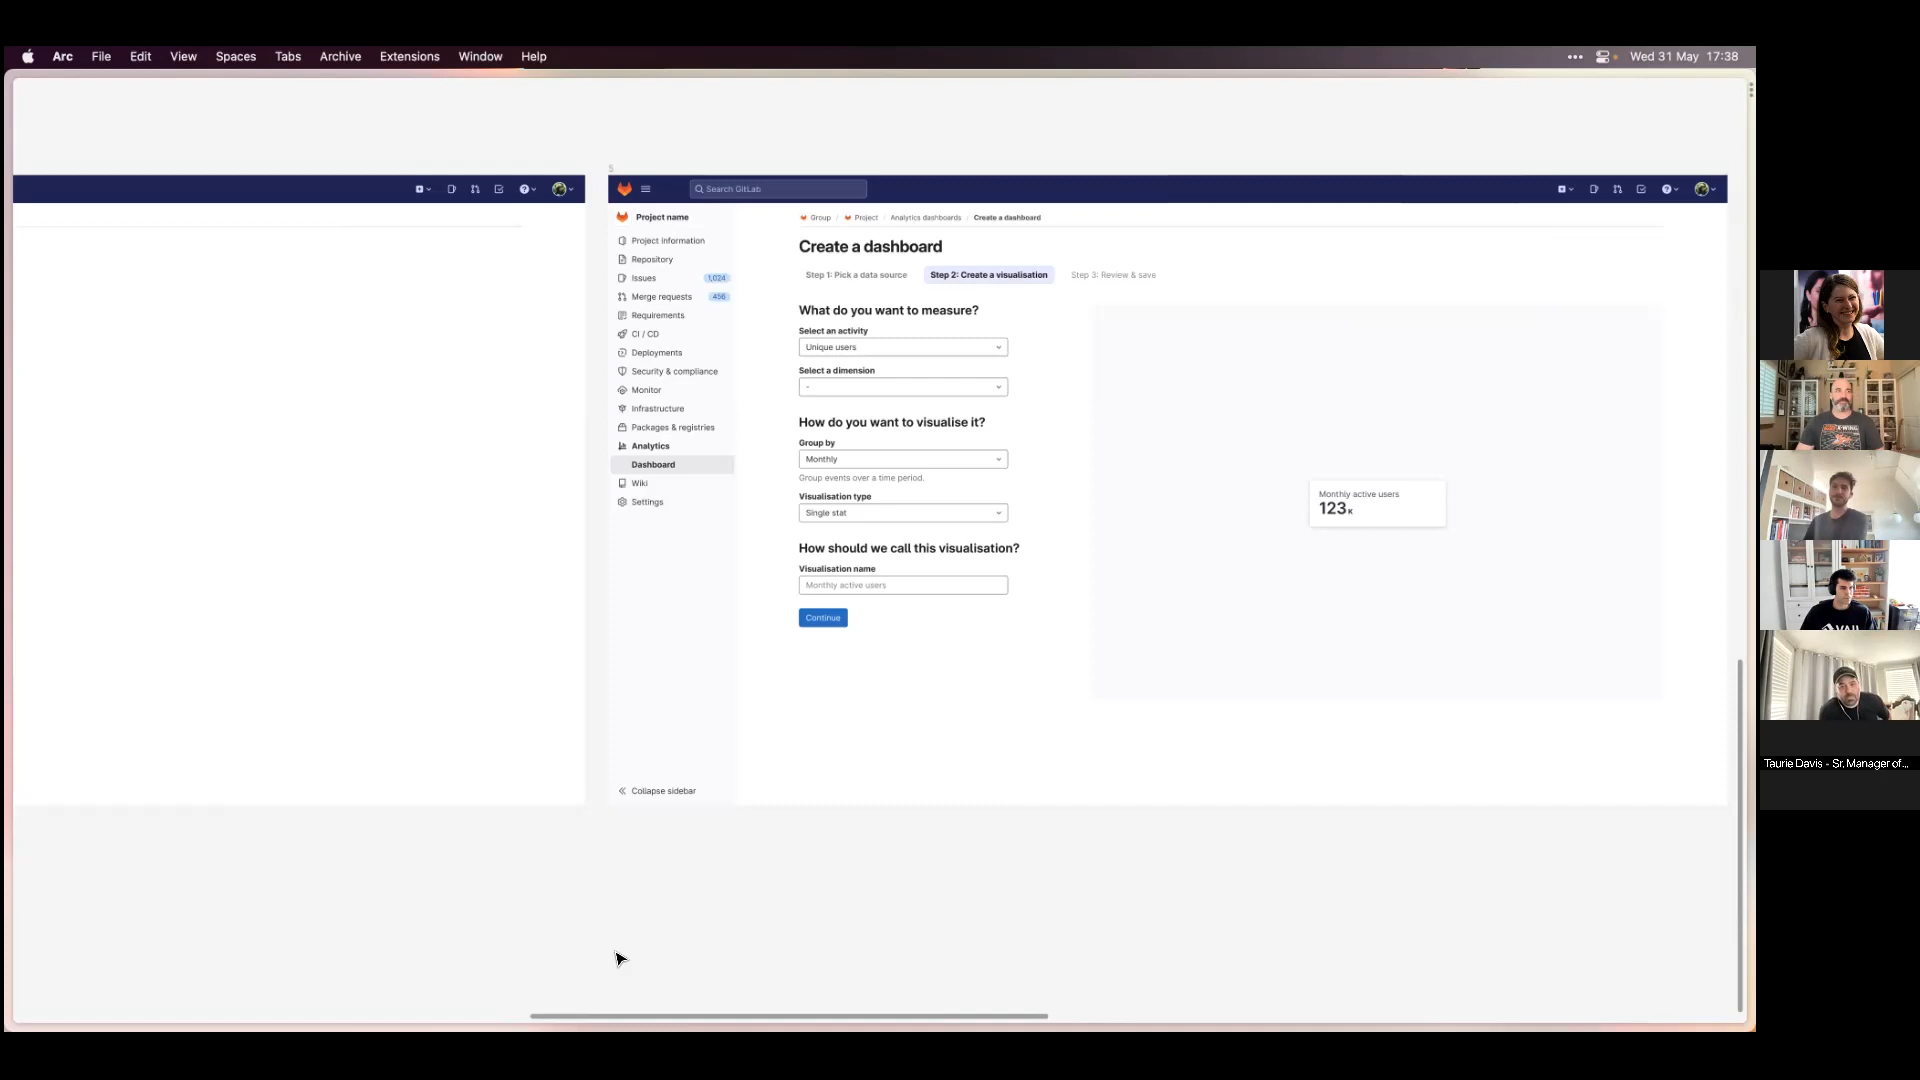 Arc File Edit View Spaces Tabs Archive Extensions Window Help
Wed 31 May 17:38
5
Search GitLab
Project name
Project information
Repository
Issues 1,024
Merge requests 456
Requirements
CI / CD
Deployments
Security & compliance
Monitor
Infrastructure
Packages & registries
Analytics
Dashboard
Wiki
Settings
Collapse sidebar
Group / Project / Analytics dashboards / Create a dashboard
Create a dashboard
Step 1: Pick a data source Step 2: Create a visualisation Step 3: Review & save
What do you want to measure?
Select an activity
Unique users
Select a dimension
-
How do you want to visualise it?
Group by
Monthly
Group events over a time period.
Visualisation type
Single stat
How should we call this visualisation?
Visualisation name
Monthly active users
Continue
Monthly active users
123K
Taurie Davis - Sr. Manager of...